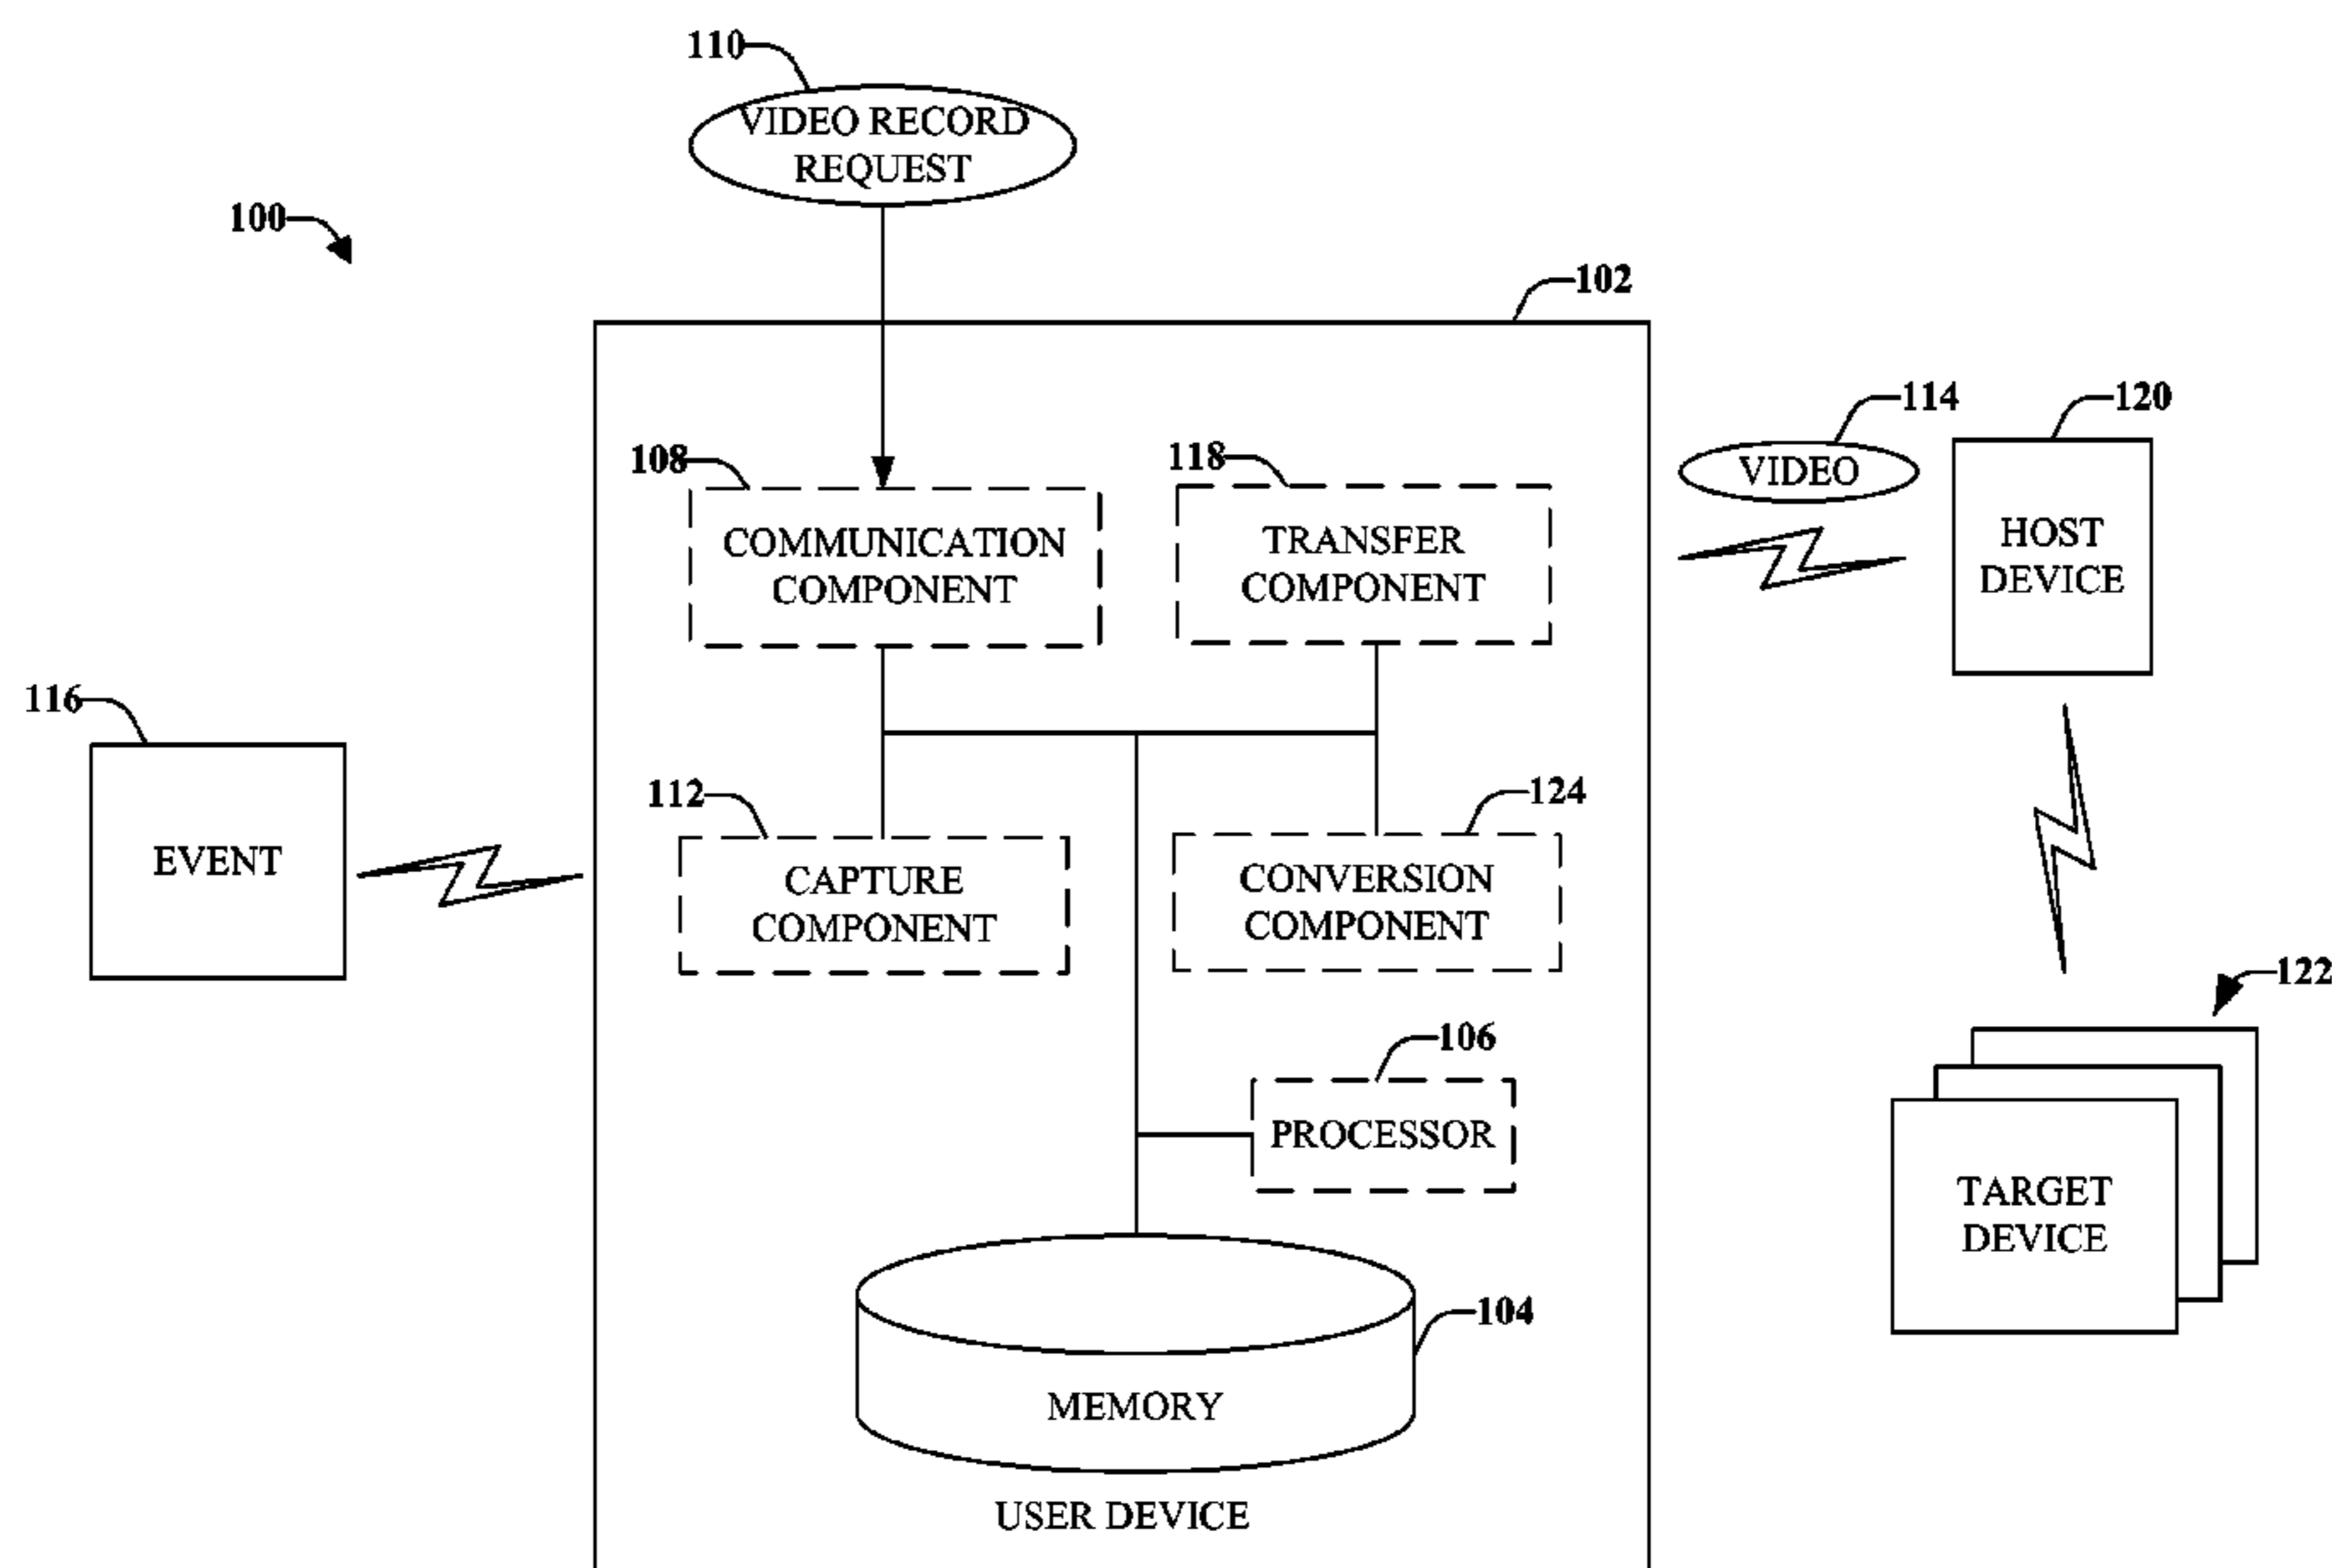 110
VIDEO RECORD
REQUEST
100
102
114
120
108
118
VIDEO
COMMUNICATION
COMPONENT
TRANSFER
COMPONENT
HOST
DEVICE
116
112
124
EVENT
CAPTURE
COMPONENT
CONVERSION
COMPONENT
122
106
PROCESSOR
TARGET
DEVICE
104
MEMORY
USER DEVICE